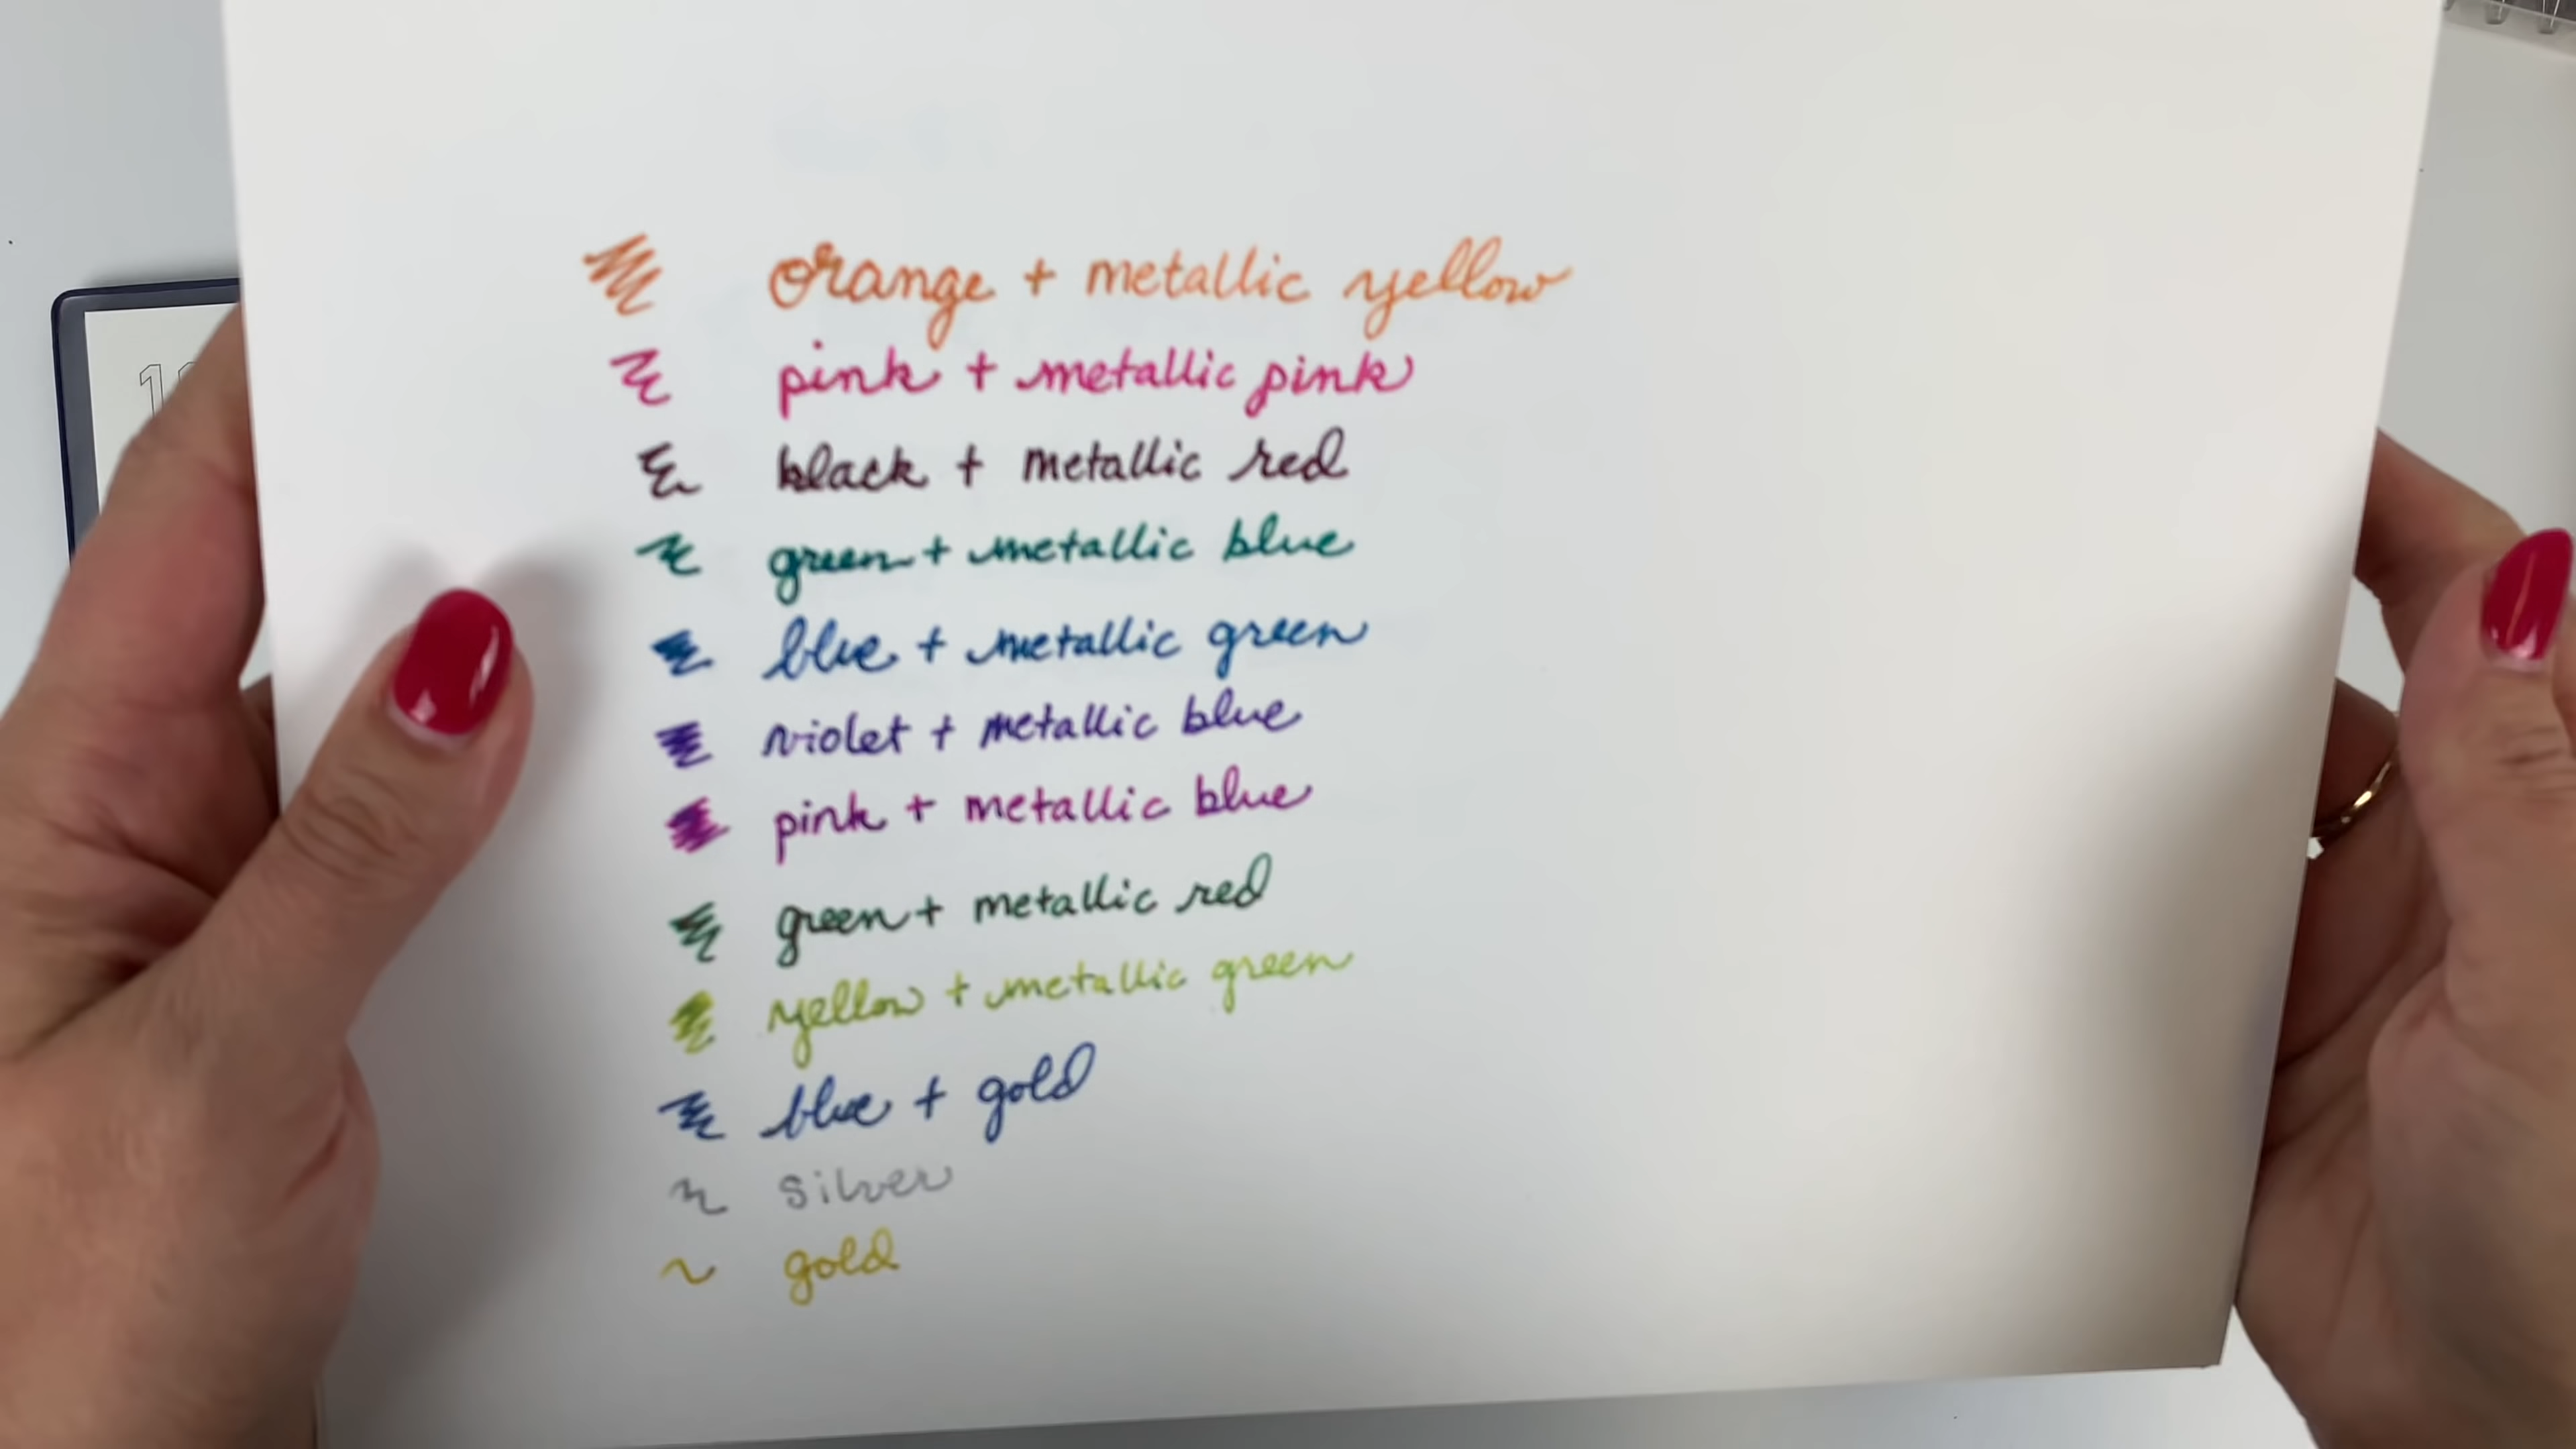 orange + metallic yellow
pink + metallic pink
black + metallic red
green + metallic blue
blue + metallic green
violet + metallic blue
pink + metallic blue
green + metallic red
yellow + metallic green
blue + gold
silver
gold